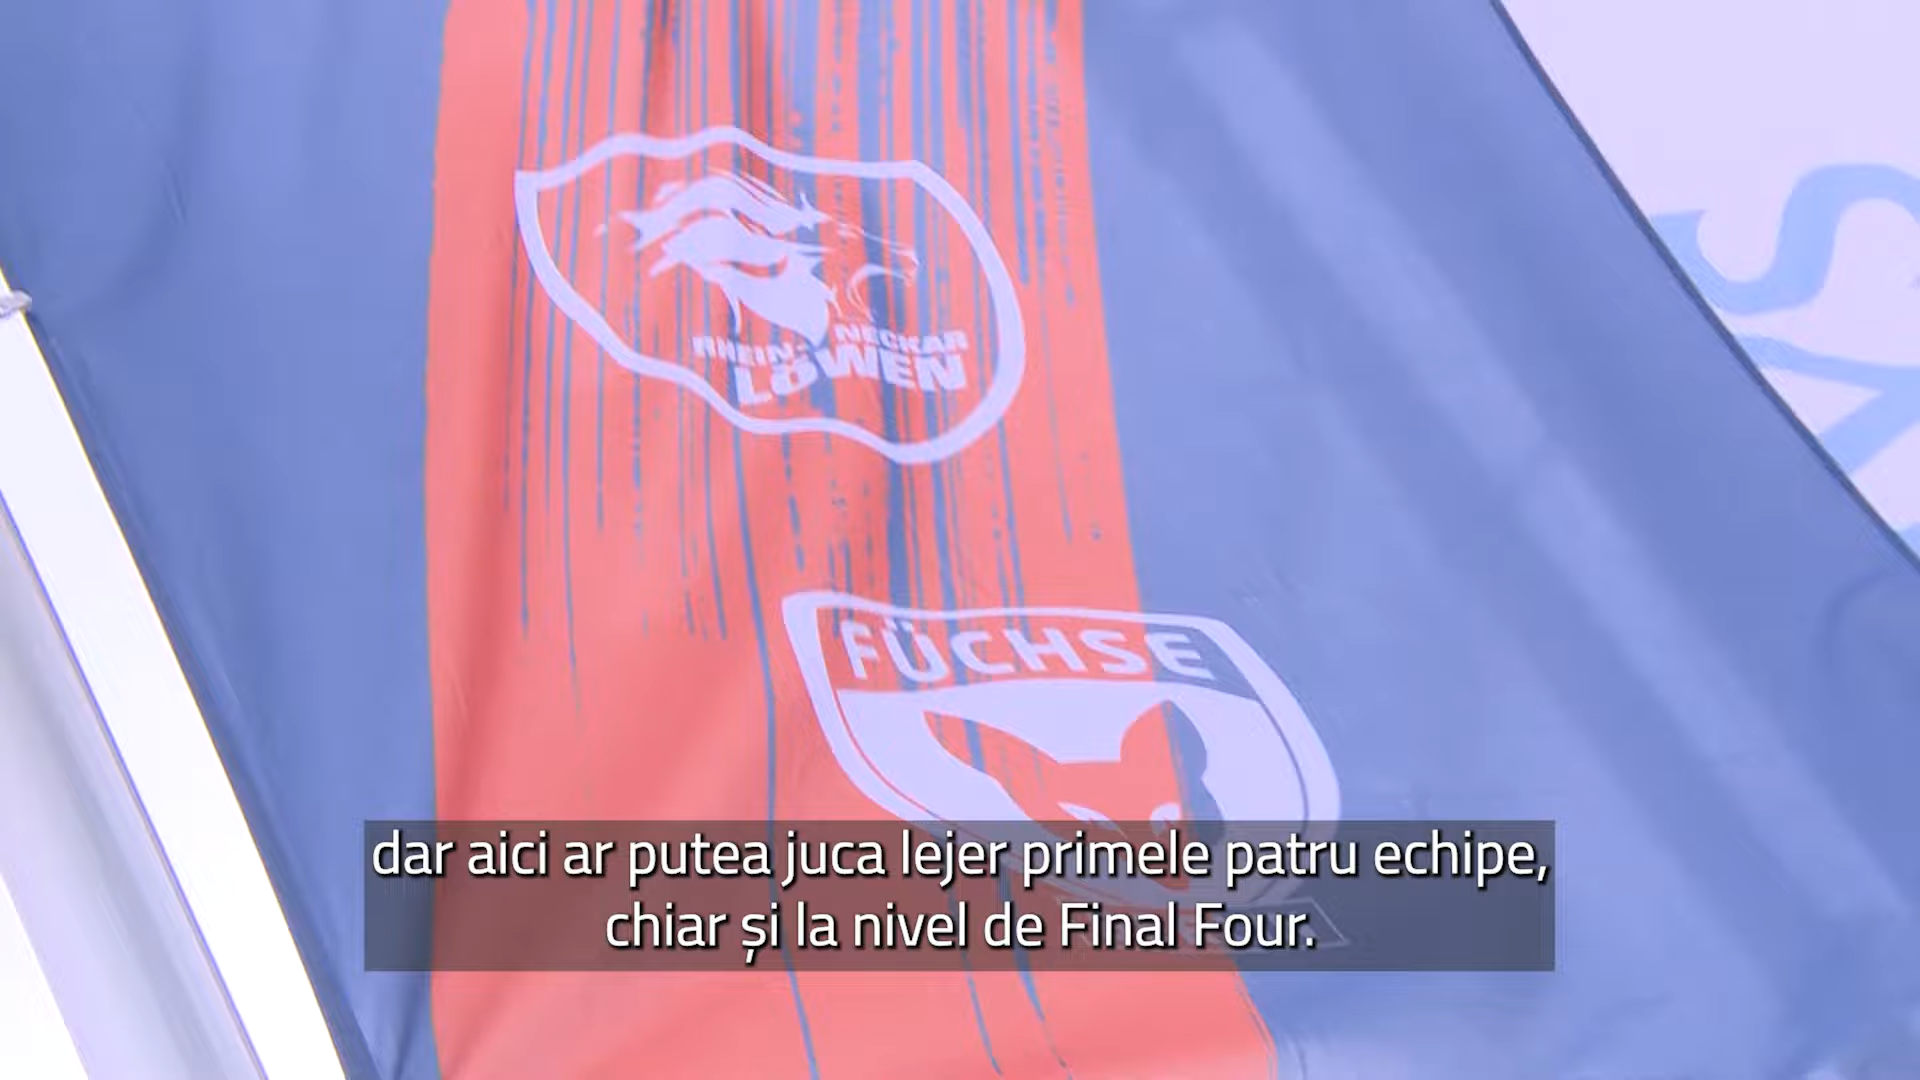 RHEIN- NECKAR
LÖWEN
FÜCHSE
dar aici ar putea juca lejer primele patru echipe,
chiar și la nivel de Final Four.